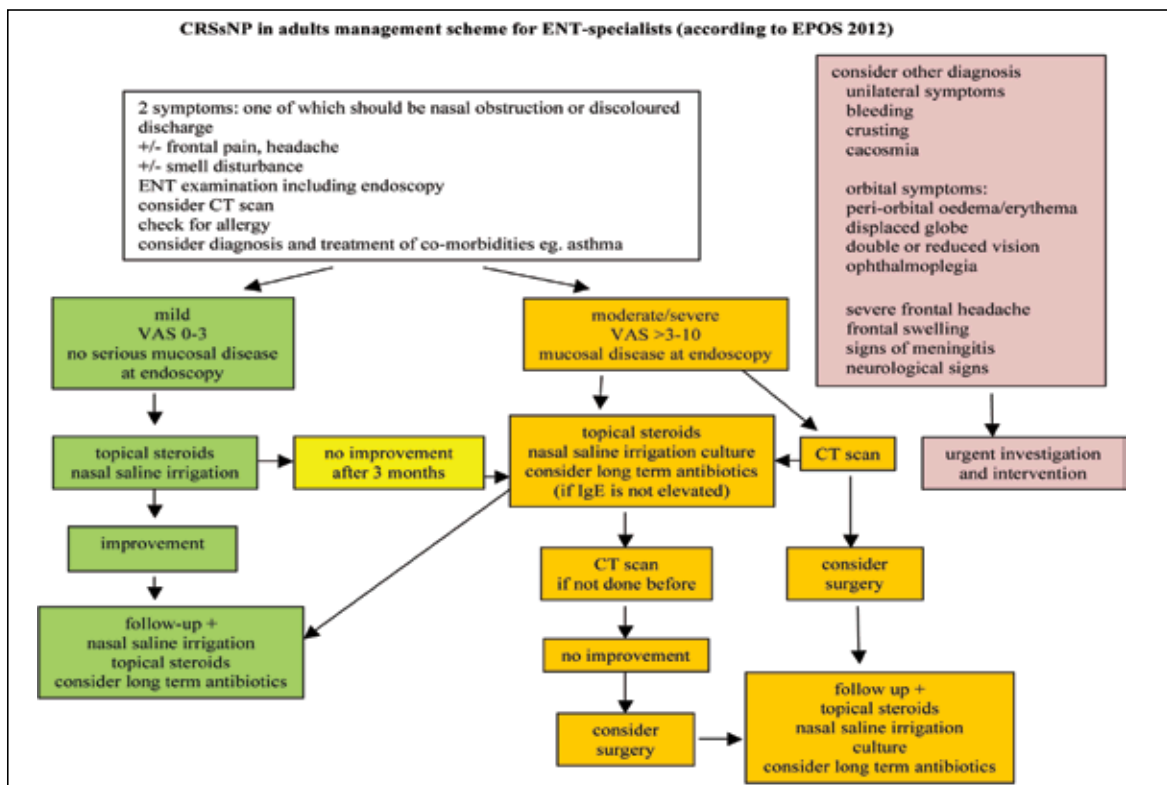 CRSsNP in adults management scheme for ENT-specialists (according to EPOS 2012)
2 symptoms: one of which should be nasal obstruction or discoloured
discharge
+/- frontal pain, headache
+/- smell disturbance
ENT examination including endoscopy
consider CT scan
check for allergy
consider diagnosis and treatment of co-morbidities eg. asthma
consider other diagnosis
unilateral symptoms
bleeding
crusting
cacosmia
orbital symptoms:
peri-orbital oedema/erythema
displaced globe
double or reduced vision
ophthalmoplegia
severe frontal headache
frontal swelling
signs of meningitis
neurological signs
mild
VAS 0-3
no serious mucosal disease
at endoscopy
moderate/severe
VAS >3-10
mucosal disease at endoscopy
topical steroids
nasal saline irrigation
no improvement
after 3 months
topical steroids
nasal saline irrigation culture
consider long term antibiotics
(if IgE is not elevated)
CT scan
urgent investigation
and intervention
improvement
CT scan
if not done before
consider
surgery
follow-up +
nasal saline irrigation
topical steroids
consider long term antibiotics
no improvement
consider
surgery
follow up +
topical steroids
nasal saline irrigation
culture
consider long term antibiotics